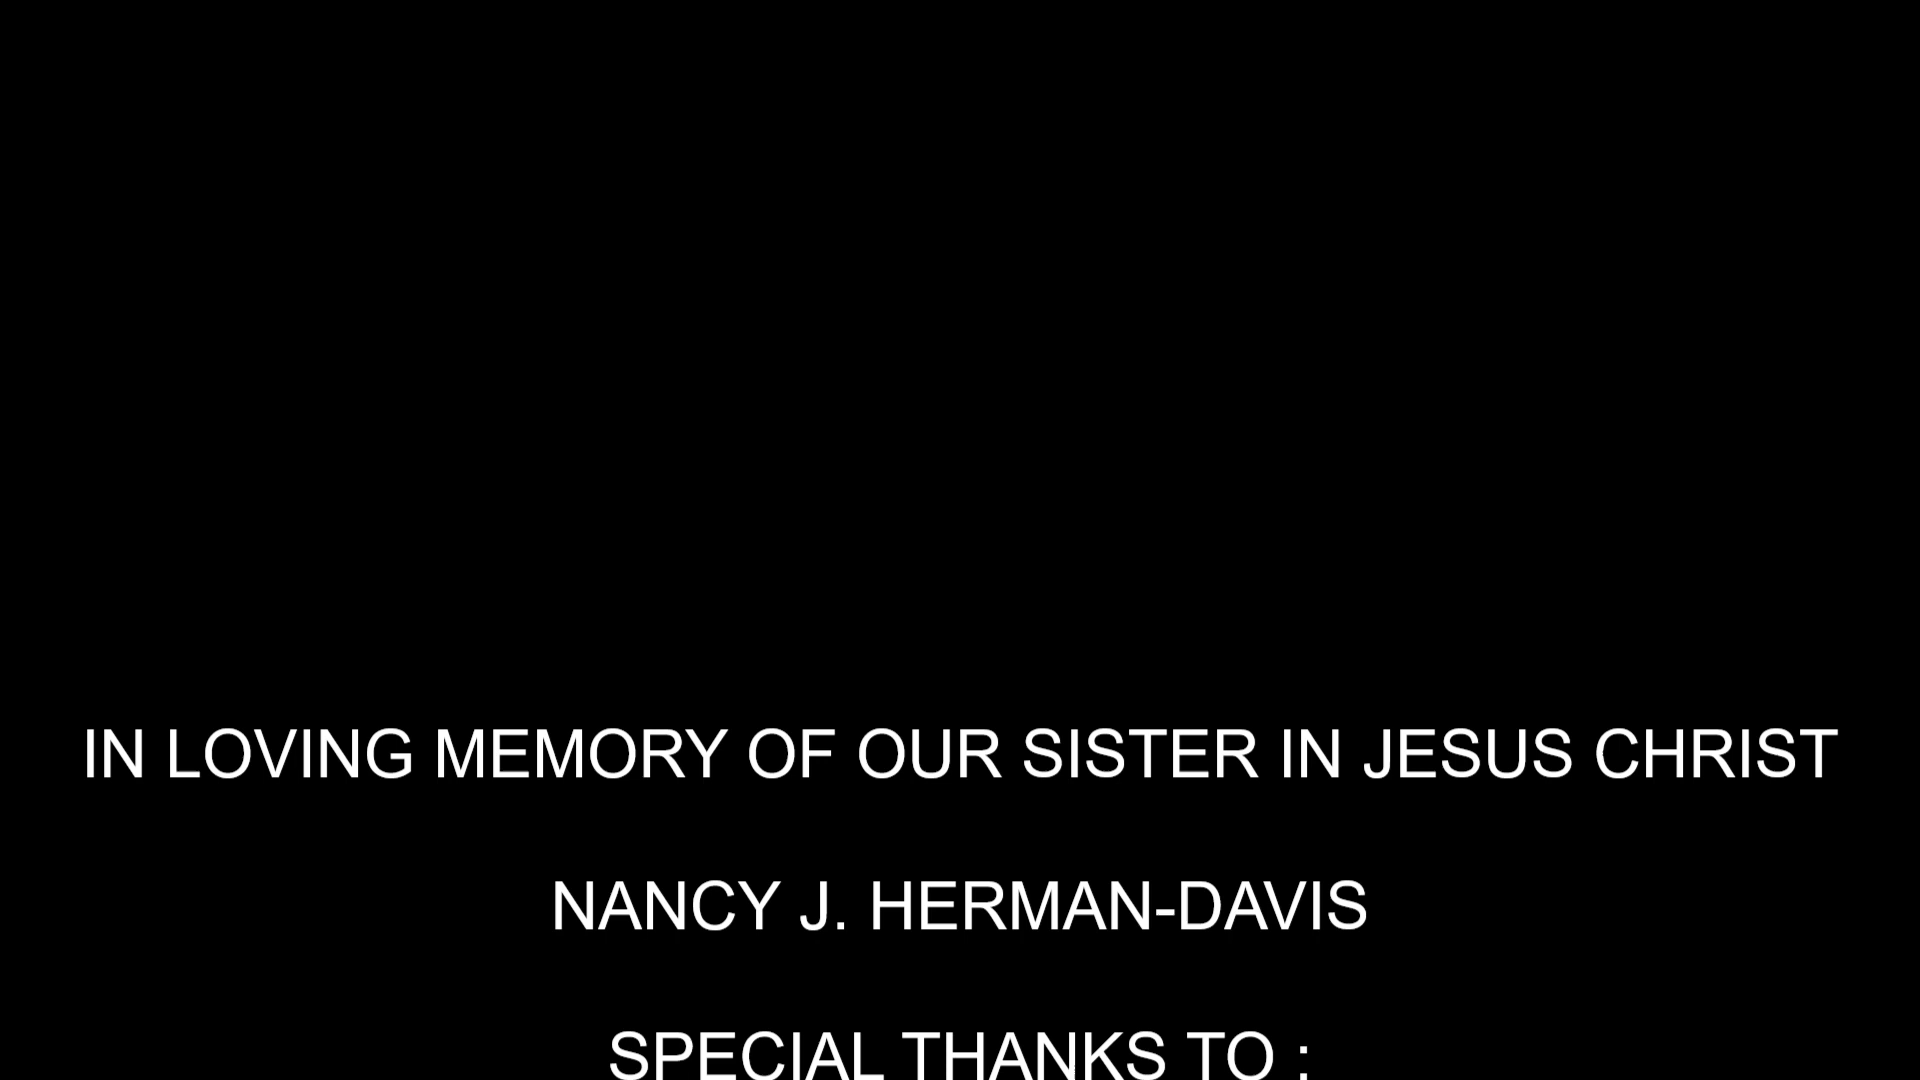 IN LOVING MEMORY OF OUR SISTER IN JESUS CHRIST
NANCY J. HERMAN-DAVIS
SPECIAL THANKS TO :